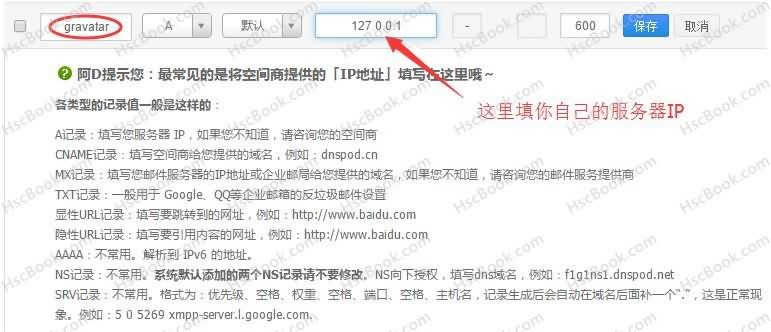 gravatar A 默认 127.0.0.1 - 600 保存 取消
阿D提示您：最常见的是将空间商提供的「IP地址」填写在这里哦～
这里填你自己的服务器IP
各类型的记录值一般是这样的：
A记录：填写您服务器 IP，如果您不知道，请咨询您的空间商
CNAME记录：填写空间商给您提供的域名，例如：dnspod.cn
MX记录：填写您邮件服务器的IP地址或企业邮局给您提供的域名，如果您不知道，请咨询您的邮件服务提供商
TXT记录：一般用于 Google、QQ等企业邮箱的反垃圾邮件设置
显性URL记录：填写要跳转到的网址，例如：http://www.baidu.com
隐性URL记录：填写要引用内容的网址，例如：http://www.baidu.com
AAAA：不常用。解析到 IPv6 的地址。
NS记录：不常用。系统默认添加的两个NS记录请不要修改。NS向下授权，填写dns域名，例如：f1g1ns1.dnspod.net
SRV记录：不常用。格式为：优先级、空格、权重、空格、端口、空格、主机名，记录生成后会自动在域名后面补一个“.”，这是正常现
象。例如：5 0 5269 xmpp-server.l.google.com.
HscBook.com